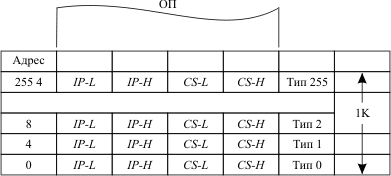 ОП
Адрес
255 4 IP-L IP-H CS-L CS-H Тип 255
1K
8 IP-L IP-H CS-L CS-H Тип 2
4 IP-L IP-H CS-L CS-H Тип 1
0 IP-L IP-H CS-L CS-H Тип 0